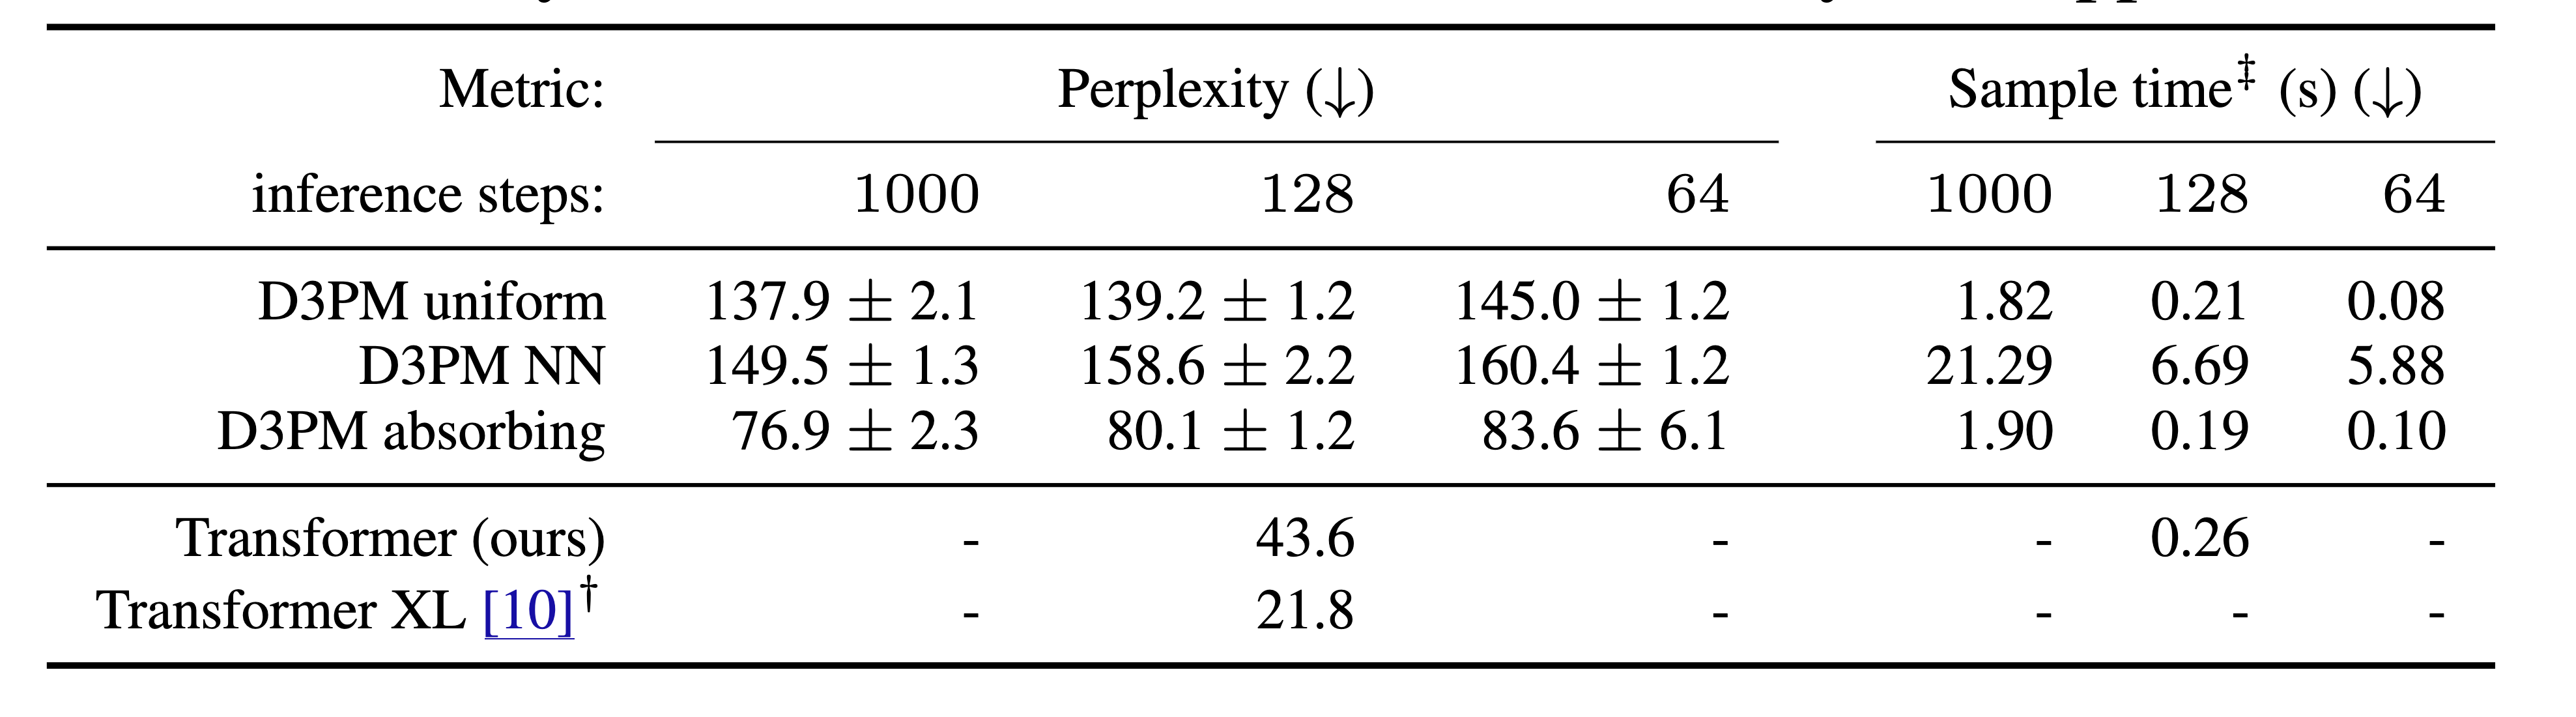 Metric: Perplexity (↓) Sample time‡ (s) (↓)
inference steps: 1000 128 64 1000 128 64
D3PM uniform 137.9 ± 2.1 139.2 ± 1.2 145.0 ± 1.2 1.82 0.21 0.08
D3PM NN 149.5 ± 1.3 158.6 ± 2.2 160.4 ± 1.2 21.29 6.69 5.88
D3PM absorbing 76.9 ± 2.3 80.1 ± 1.2 83.6 ± 6.1 1.90 0.19 0.10
Transformer (ours) - 43.6 - - 0.26 -
Transformer XL [10]† - 21.8 - - - -